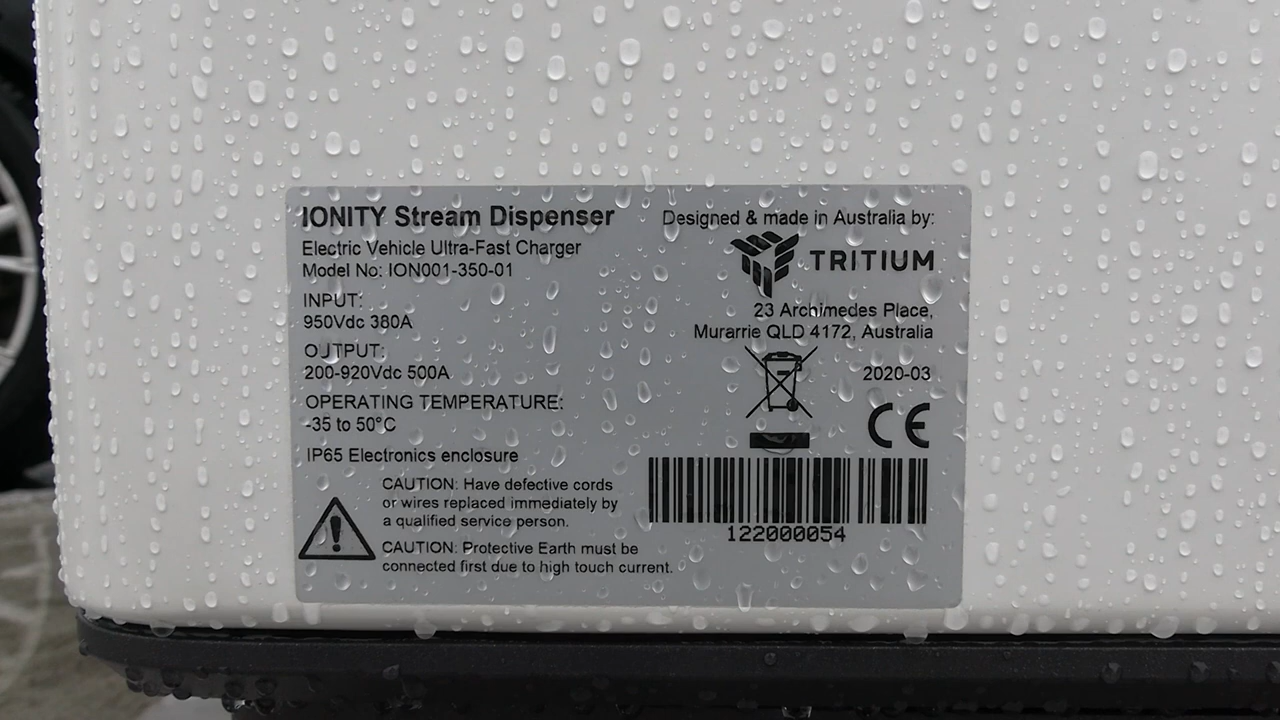 IONITY Stream Dispenser
Electric Vehicle Ultra-Fast Charger
Model No: ION001-350-01
INPUT:
950Vdc 380A
OUTPUT:
200-920Vdc 500A
OPERATING TEMPERATURE:
-35 to 50°C
IP65 Electronics enclosure
CAUTION: Have defective cords
or wires replaced immediately by
a qualified service person.
CAUTION: Protective Earth must be
connected first due to high touch current.
Designed & made in Australia by:
TRITIUM
23 Archimedes Place,
Murarrie QLD 4172, Australia
2020-03
CE
122000054